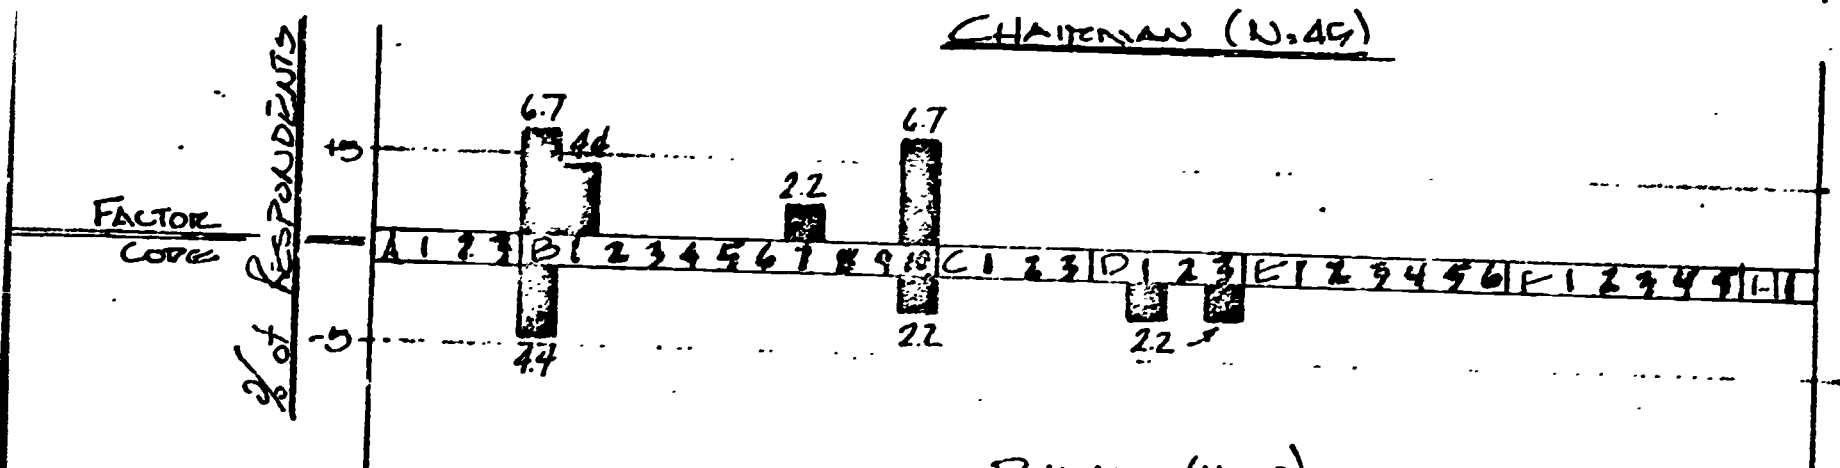 CHAIRMAN (N=45)
% of RESPONDENTS
6.7
4.4
2.2
6.7
+5
FACTOR
CODE
A 1 2 3 B 1 2 3 4 5 6 7 8 9 10 C 1 2 3 D 1 2 3 E 1 2 3 4 5 6 F 1 2 3 4 5 H 1
-5
4.4
2.2
2.2